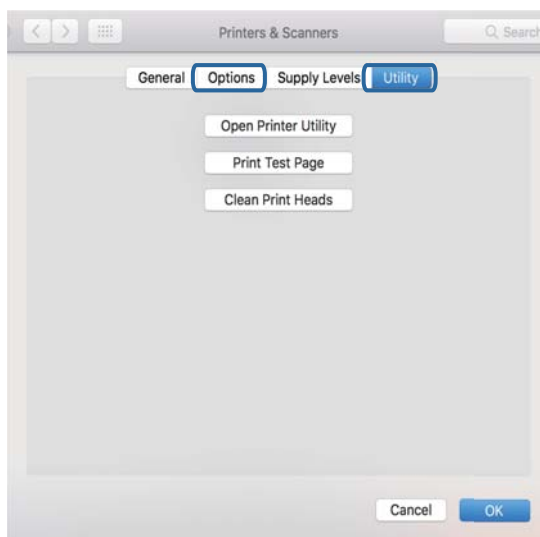 Printers & Scanners Search
General Options Supply Levels Utility
Open Printer Utility
Print Test Page
Clean Print Heads
Cancel OK